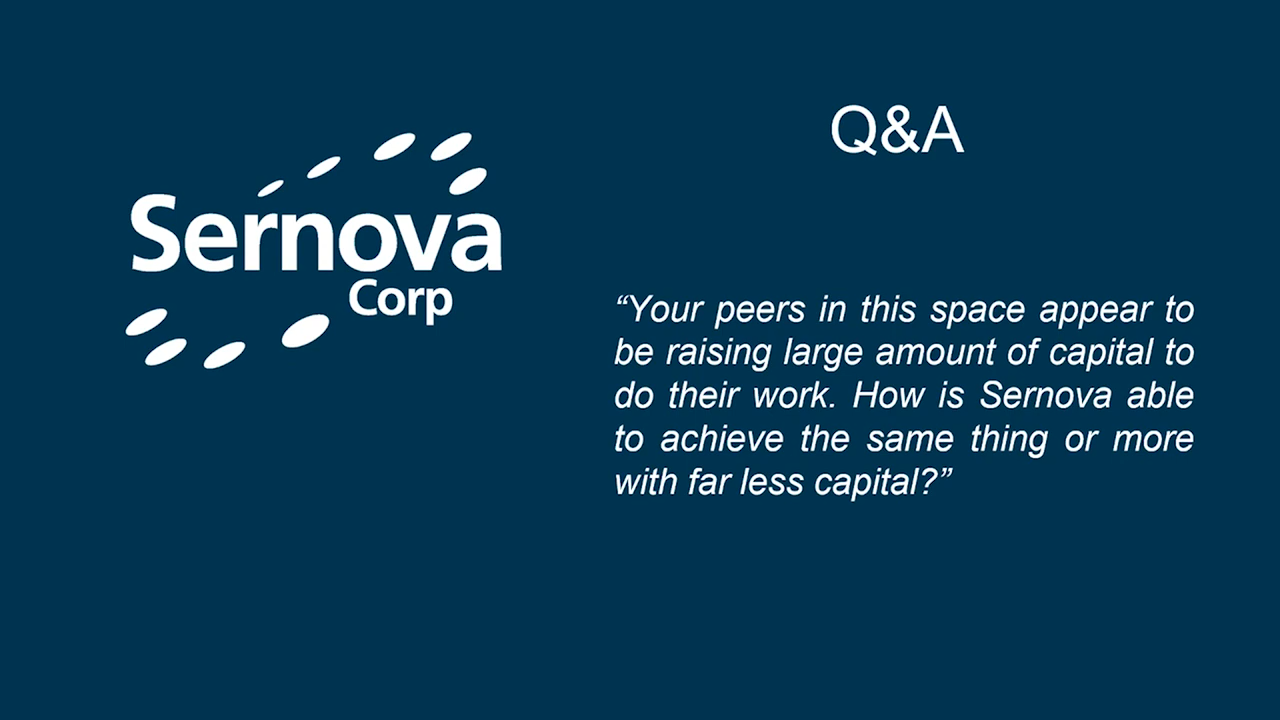 Sernova
Corp
Q&A
“Your peers in this space appear to
be raising large amount of capital to
do their work. How is Sernova able
to achieve the same thing or more
with far less capital?”